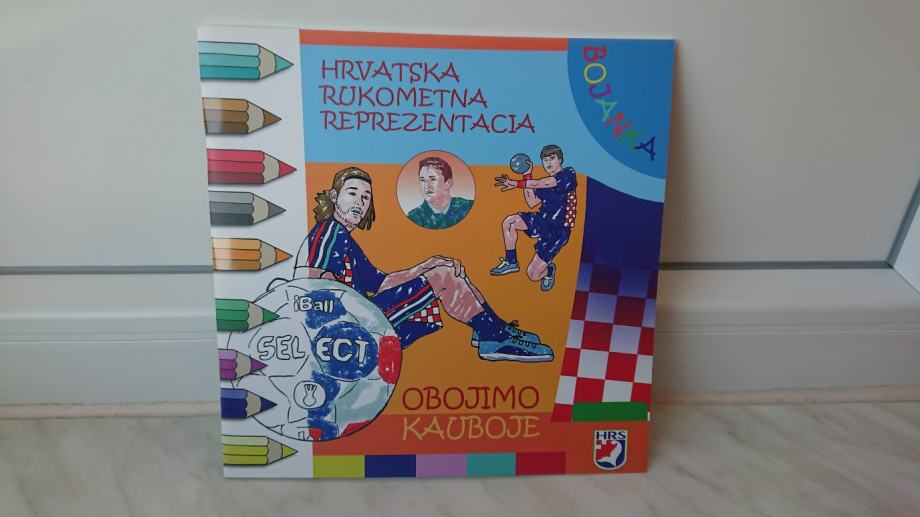 HRVATSKA
RUKOMETNA
REPREZENTACIA
BOJANKA
iBall
SELECT
OBOJIMO
KAUBOJE
HRS